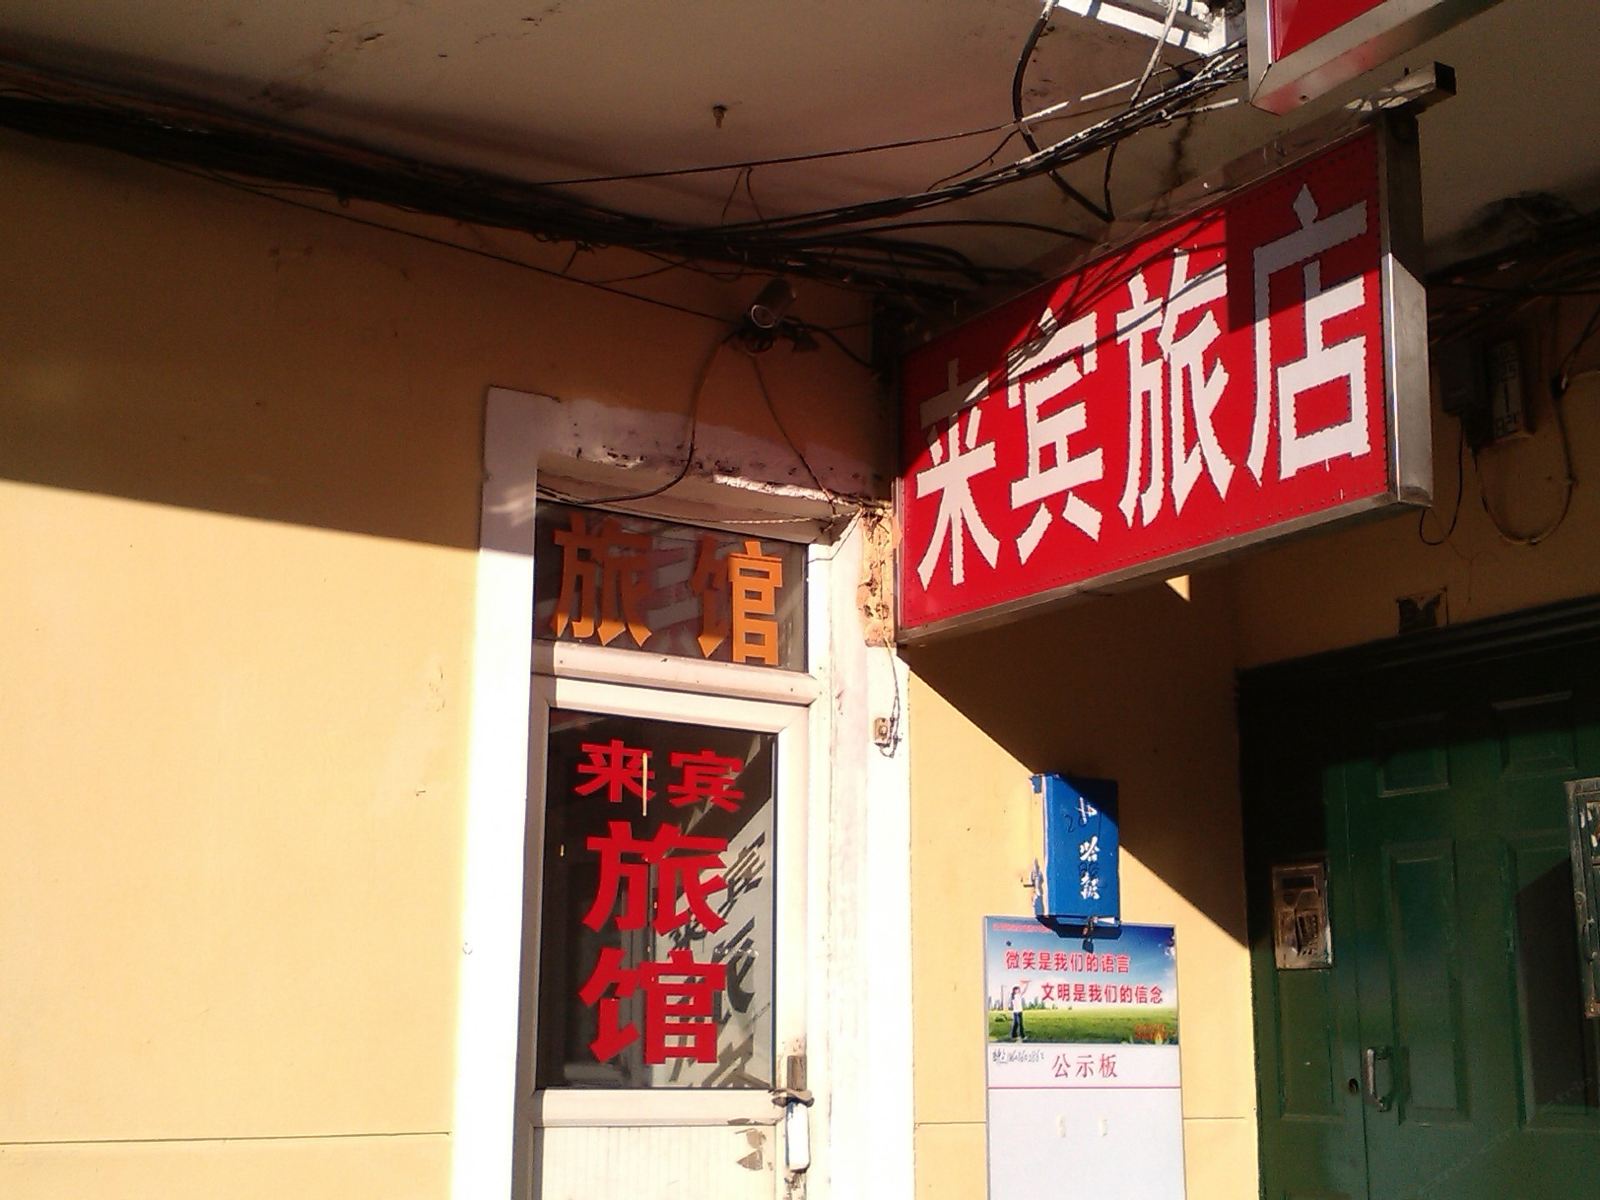 来宾旅店
旅馆
来宾
旅
馆
微笑是我们的语言
文明是我们的信念
公示板